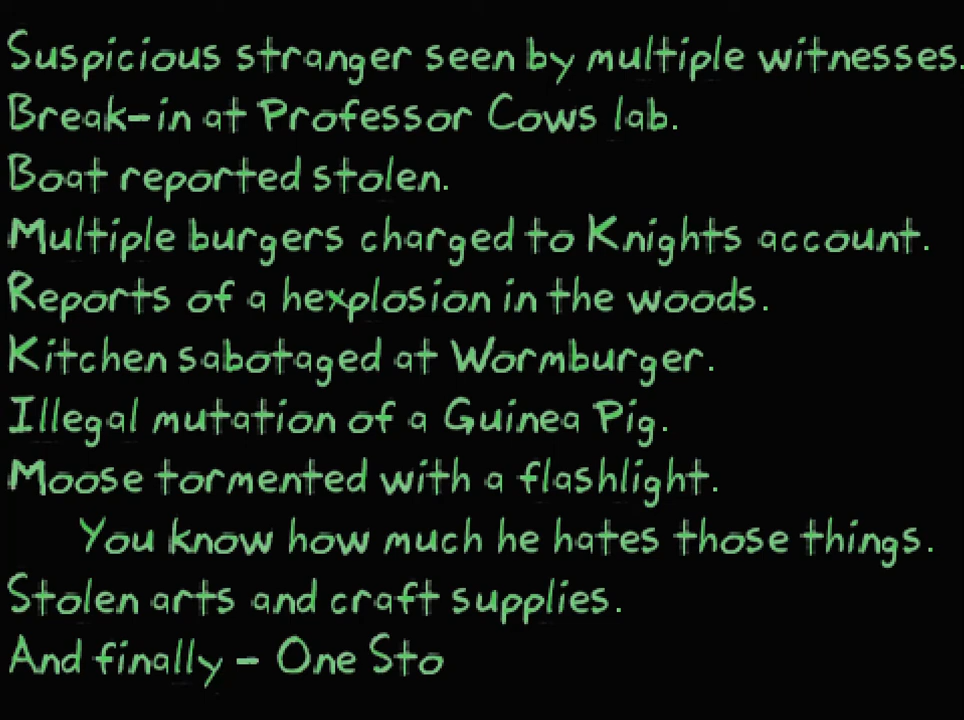 Suspicious stranger seen by multiple witnesses.
Break-in at Professor Cows lab.
Boat reported stolen.
Multiple burgers charged to Knights account.
Reports of a hexplosion in the woods.
Kitchen sabotaged at Wormburger.
Illegal mutation of a Guinea Pig.
Moose tormented with a flashlight.
You know how much he hates those things.
Stolen arts and craft supplies.
And finally - One Sto